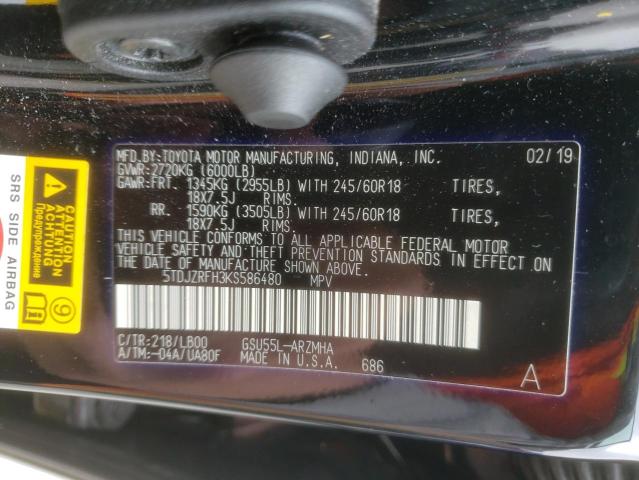 MFD.BY:TOYOTA MOTOR MANUFACTURING, INDIANA, INC. 02/19
GVWR:2720KG (6000LB)
GAWR:FRT. 1345KG (2955LB) WITH 245/60R18 TIRES,
18X7.5J RIMS.
RR. 1590KG (3505LB) WITH 245/60R18 TIRES,
18X7.5J RIMS.
THIS VEHICLE CONFORMS TO ALL APPLICABLE FEDERAL MOTOR
VEHICLE SAFETY AND THEFT PREVENTION STANDARDS IN EFFECT ON
THE DATE OF MANUFACTURE SHOWN ABOVE.
5TDJZRFH3KS586480 MPV
C/TR:218/LB00 GSU55L-ARZMHA
A/TM:-04A/UA80F MADE IN U.S.A. 686
A
SRS SIDE AIRBAG
CAUTION
ATTENTION
ACHTUNG
Предупреждение
9